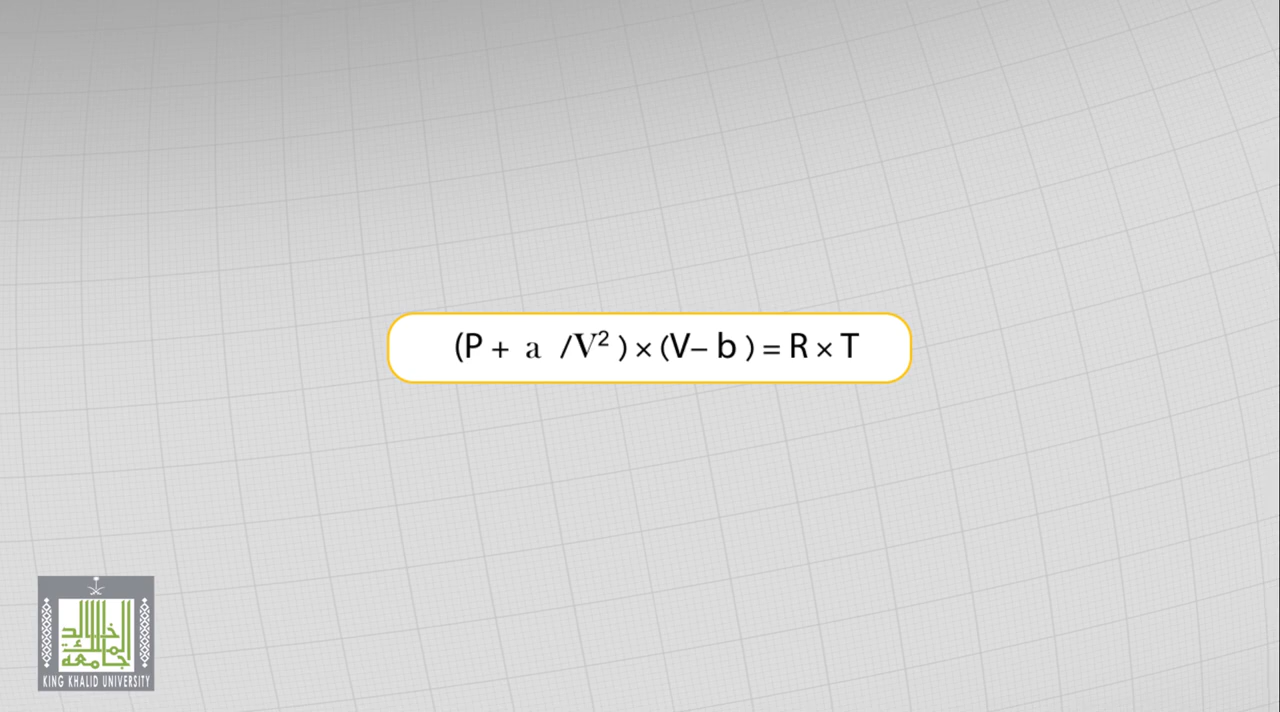 (P + a /V² ) × (V– b ) = R × T
جامعة الملك خالد
KING KHALID UNIVERSITY